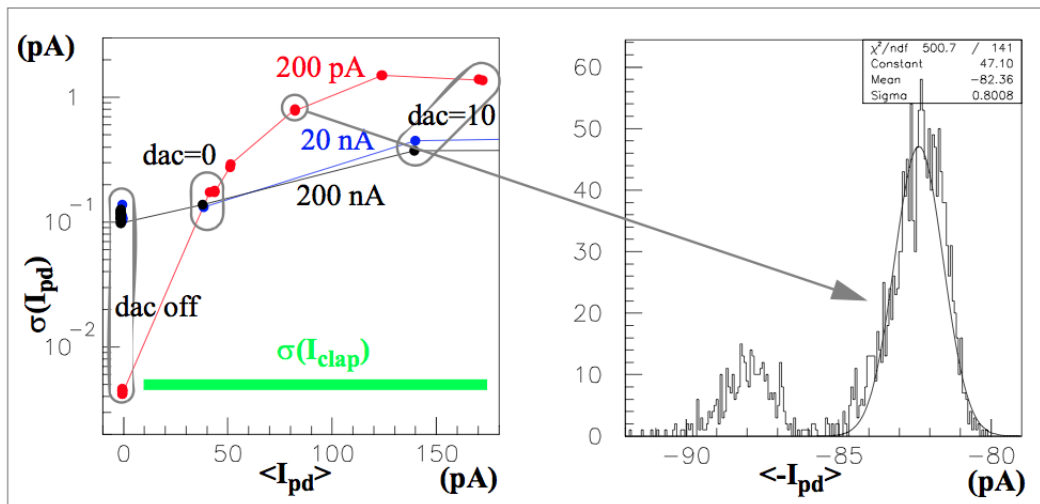 (pA)
1
10⁻¹
10⁻²
σ(I_pd)
200 pA
dac=0
20 nA
dac=10
200 nA
dac off
σ(I_clap)
0
50
100
150
<I_pd>
(pA)
χ²/ndf 500.7 / 141
Constant 47.10
Mean −82.36
Sigma 0.8008
60
50
40
30
20
10
0
−90
−85
−80
<-I_pd>
(pA)